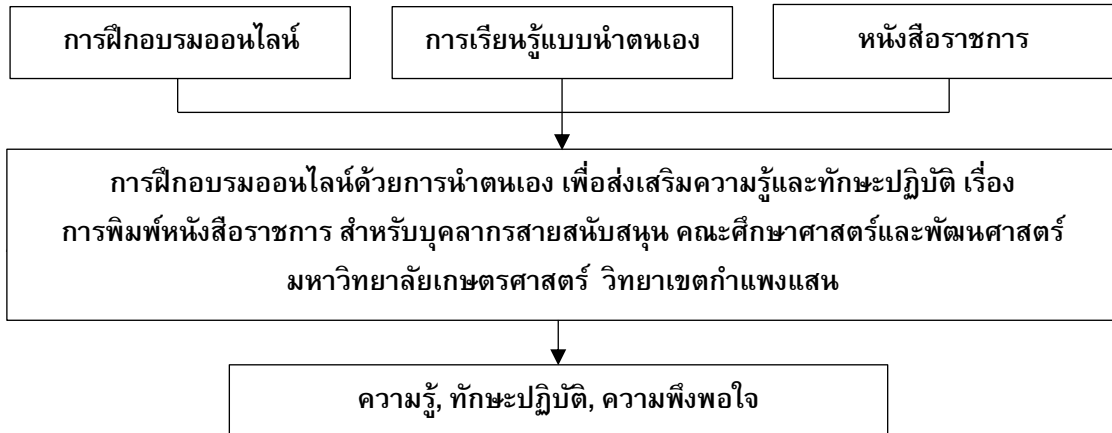 การฝึกอบรมออนไลน์
การเรียนรู้แบบนำตนเอง
หนังสือราชการ
การฝึกอบรมออนไลน์ด้วยการนำตนเอง เพื่อส่งเสริมความรู้และทักษะปฏิบัติ เรื่อง
การพิมพ์หนังสือราชการ สำหรับบุคลากรสายสนับสนุน คณะศึกษาศาสตร์และพัฒนศาสตร์
มหาวิทยาลัยเกษตรศาสตร์ วิทยาเขตกำแพงแสน
ความรู้, ทักษะปฏิบัติ, ความพึงพอใจ